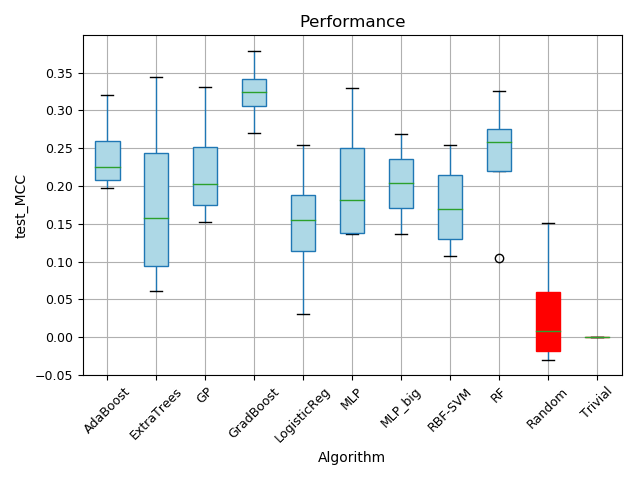 Performance
0.35
0.30
0.25
0.20
0.15
0.10
0.05
0.00
−0.05
test_MCC
AdaBoost
ExtraTrees
GP
GradBoost
LogisticReg
MLP
MLP_big
RBF-SVM
RF
Random
Trivial
Algorithm